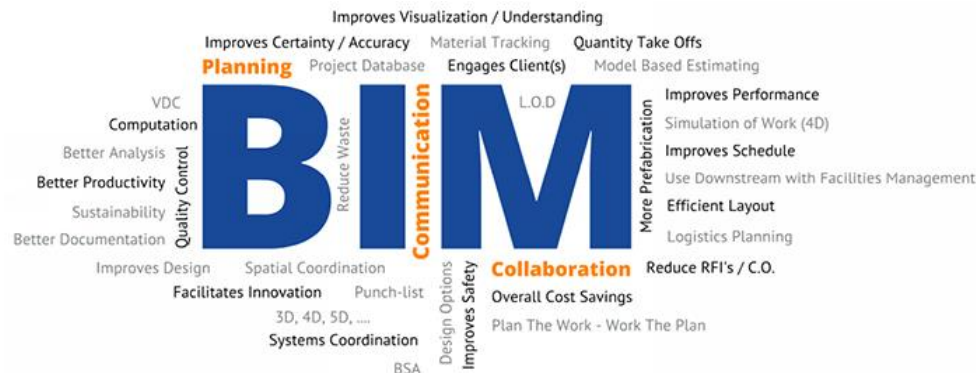 Improves Visualization / Understanding
Improves Certainty / Accuracy
Material Tracking
Quantity Take Offs
Planning
Project Database
Engages Client(s)
Model Based Estimating
VDC
Computation
Better Analysis
Better Productivity
Sustainability
Better Documentation
Quality Control
BIM
Reduce Waste
Communication
L.O.D
More Prefabrication
Improves Performance
Simulation of Work (4D)
Improves Schedule
Use Downstream with Facilities Management
Efficient Layout
Logistics Planning
Improves Design
Spatial Coordination
Collaboration
Reduce RFI's / C.O.
Facilitates Innovation
Punch-list
Design Options
Improves Safety
Overall Cost Savings
3D, 4D, 5D, ....
Plan The Work - Work The Plan
Systems Coordination
BSA